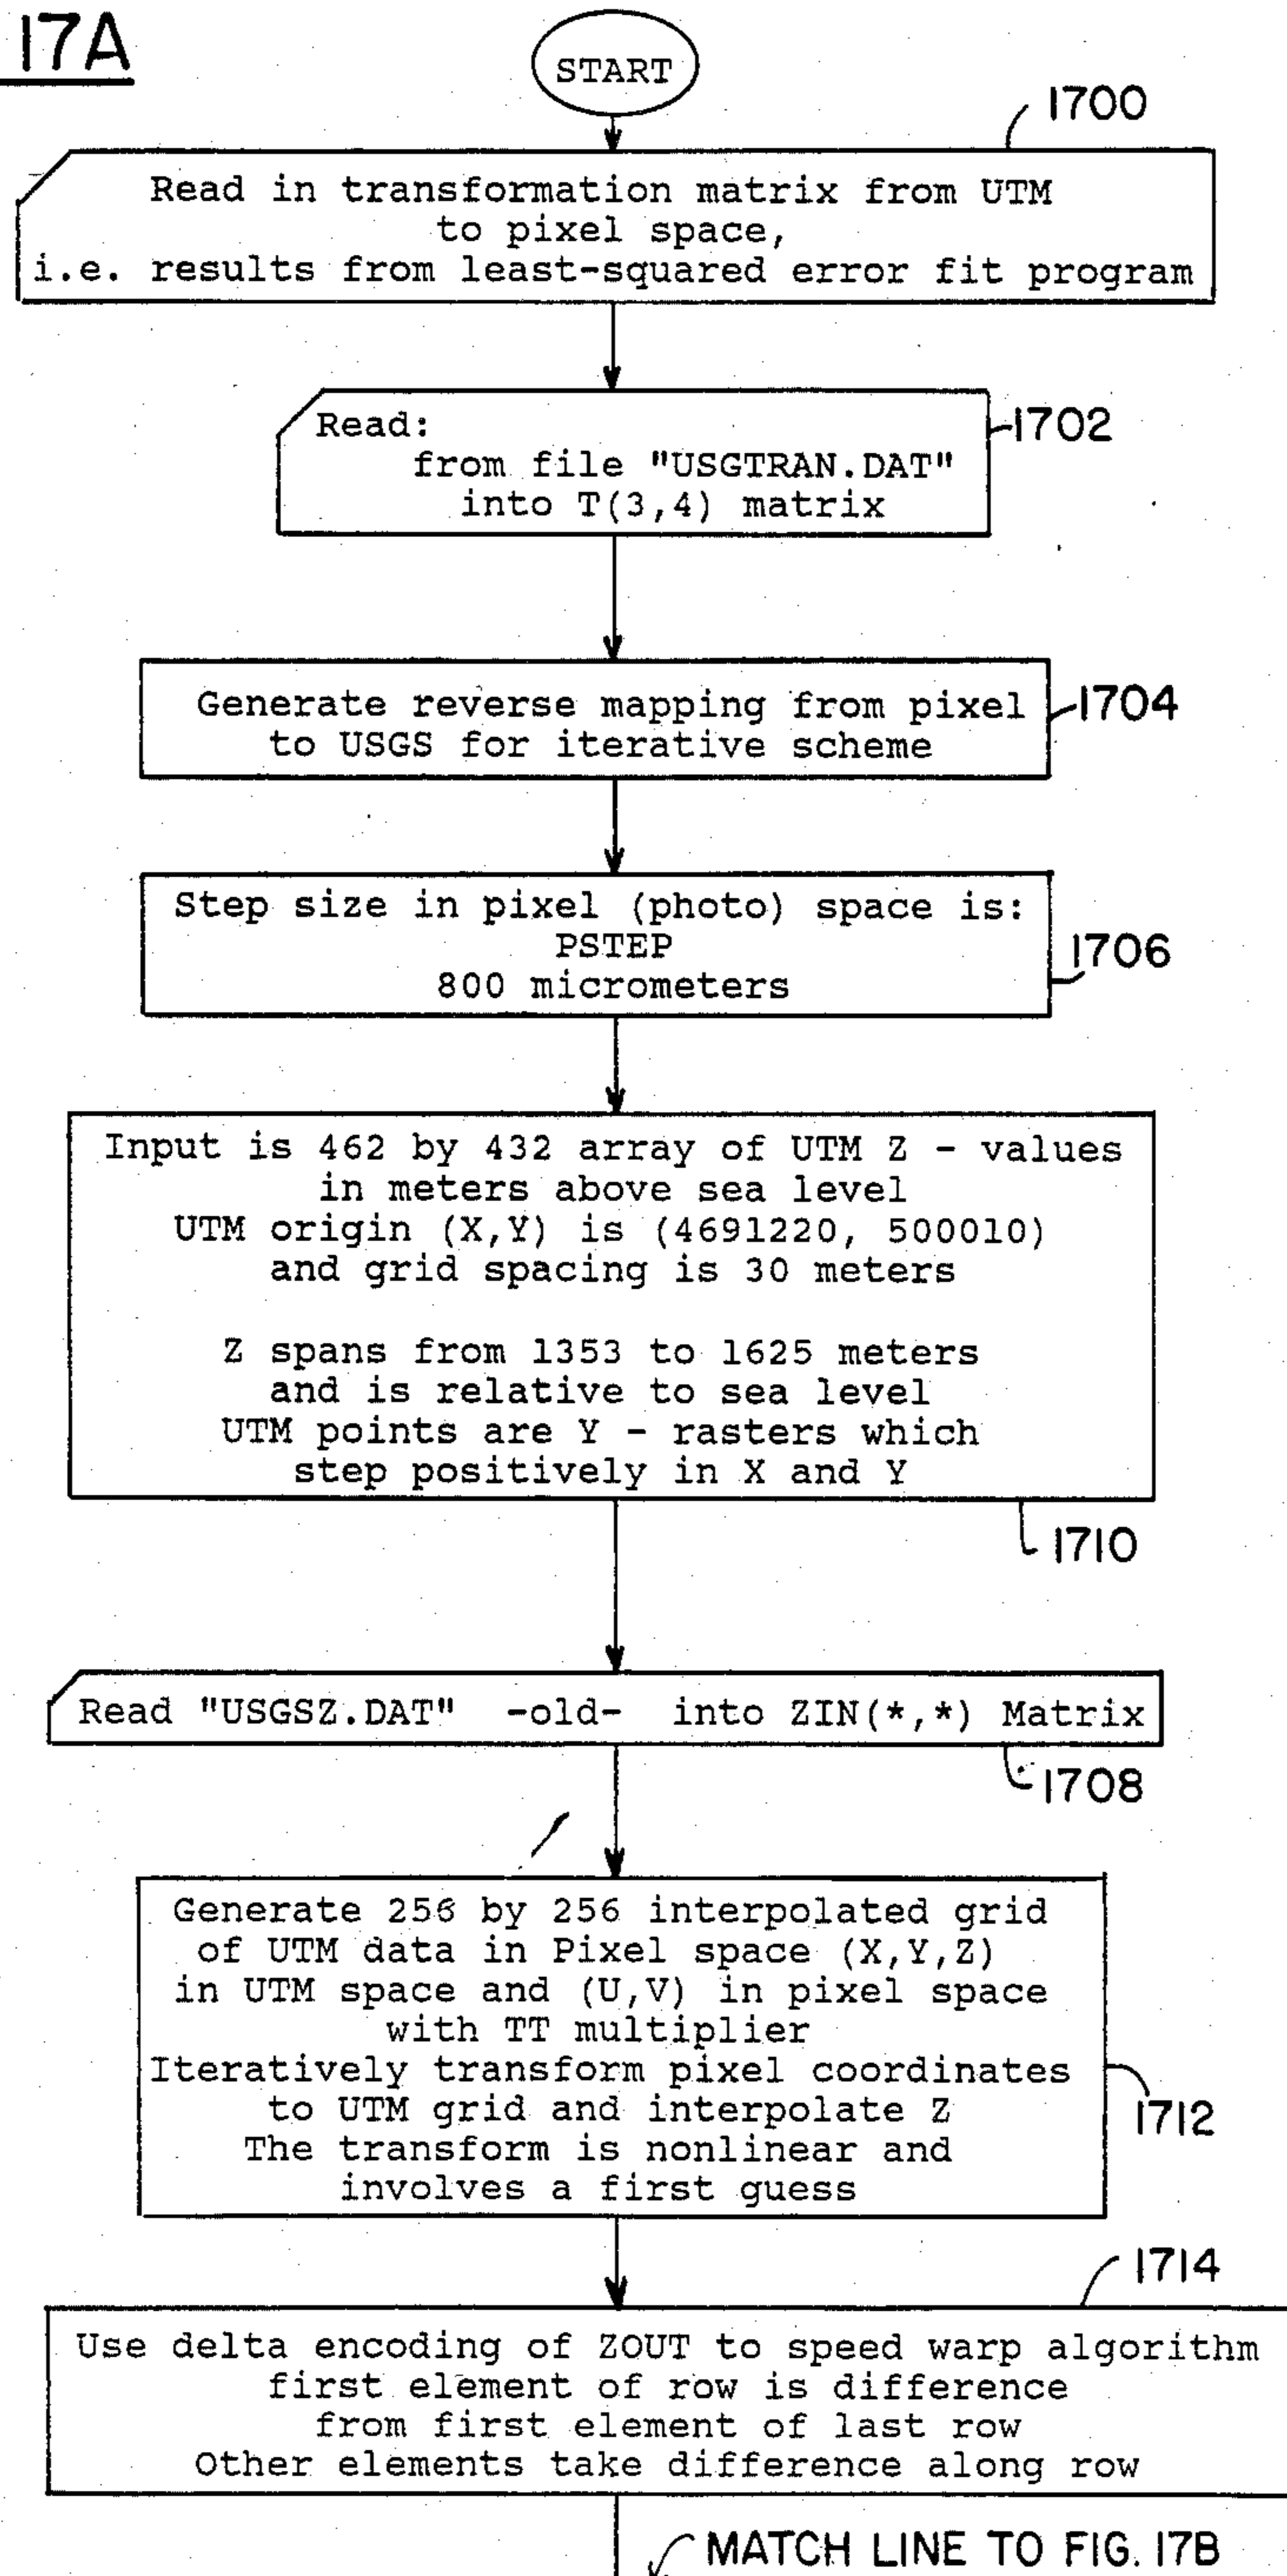 17A
START
1700
Read in transformation matrix from UTM
to pixel space,
i.e. results from least-squared error fit program
Read:
from file "USGTRAN.DAT"
into T(3,4) matrix
1702
Generate reverse mapping from pixel
to USGS for iterative scheme
1704
Step size in pixel (photo) space is:
PSTEP
800 micrometers
1706
Input is 462 by 432 array of UTM Z - values
in meters above sea level
UTM origin (X,Y) is (4691220, 500010)
and grid spacing is 30 meters
Z spans from 1353 to 1625 meters
and is relative to sea level
UTM points are Y - rasters which
step positively in X and Y
1710
Read "USGSZ.DAT" -old- into ZIN(*,*) Matrix
1708
Generate 256 by 256 interpolated grid
of UTM data in Pixel space (X,Y,Z)
in UTM space and (U,V) in pixel space
with TT multiplier
Iteratively transform pixel coordinates
to UTM grid and interpolate Z
The transform is nonlinear and
involves a first guess
1712
1714
Use delta encoding of ZOUT to speed warp algorithm
first element of row is difference
from first element of last row
Other elements take difference along row
MATCH LINE TO FIG. 17B